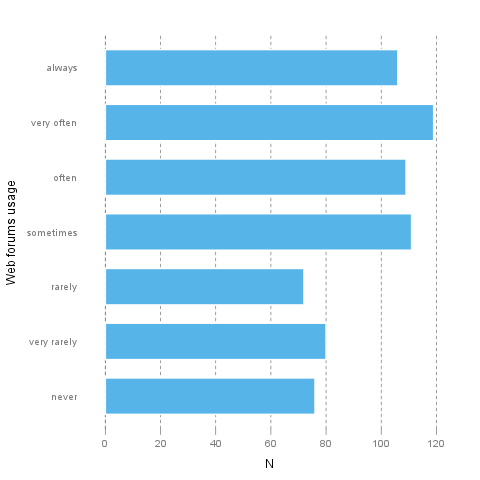 always
very often
often
sometimes
rarely
very rarely
never
Web forums usage
0 20 40 60 80 100 120
N